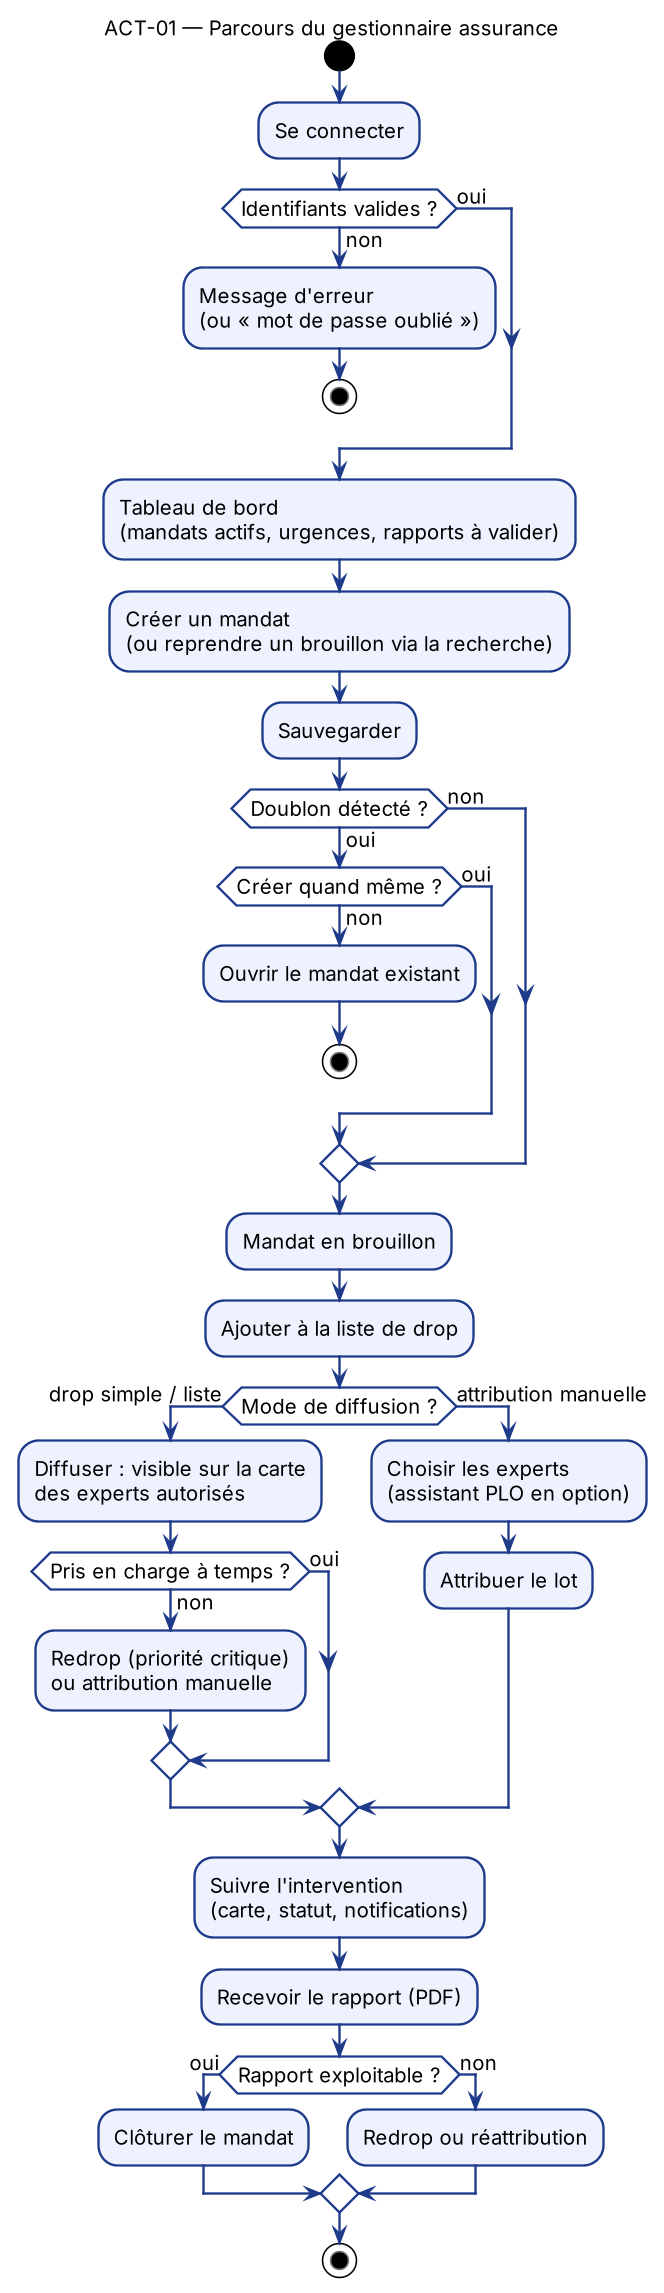 ACT-01 — Parcours du gestionnaire assurance
Se connecter
Identifiants valides ?
oui
non
Message d'erreur
(ou « mot de passe oublié »)
Tableau de bord
(mandats actifs, urgences, rapports à valider)
Créer un mandat
(ou reprendre un brouillon via la recherche)
Sauvegarder
Doublon détecté ?
non
oui
Créer quand même ?
oui
non
Ouvrir le mandat existant
Mandat en brouillon
Ajouter à la liste de drop
drop simple / liste
Mode de diffusion ?
attribution manuelle
Diffuser : visible sur la carte
des experts autorisés
Choisir les experts
(assistant PLO en option)
Pris en charge à temps ?
oui
non
Attribuer le lot
Redrop (priorité critique)
ou attribution manuelle
Suivre l'intervention
(carte, statut, notifications)
Recevoir le rapport (PDF)
oui
Rapport exploitable ?
non
Clôturer le mandat
Redrop ou réattribution